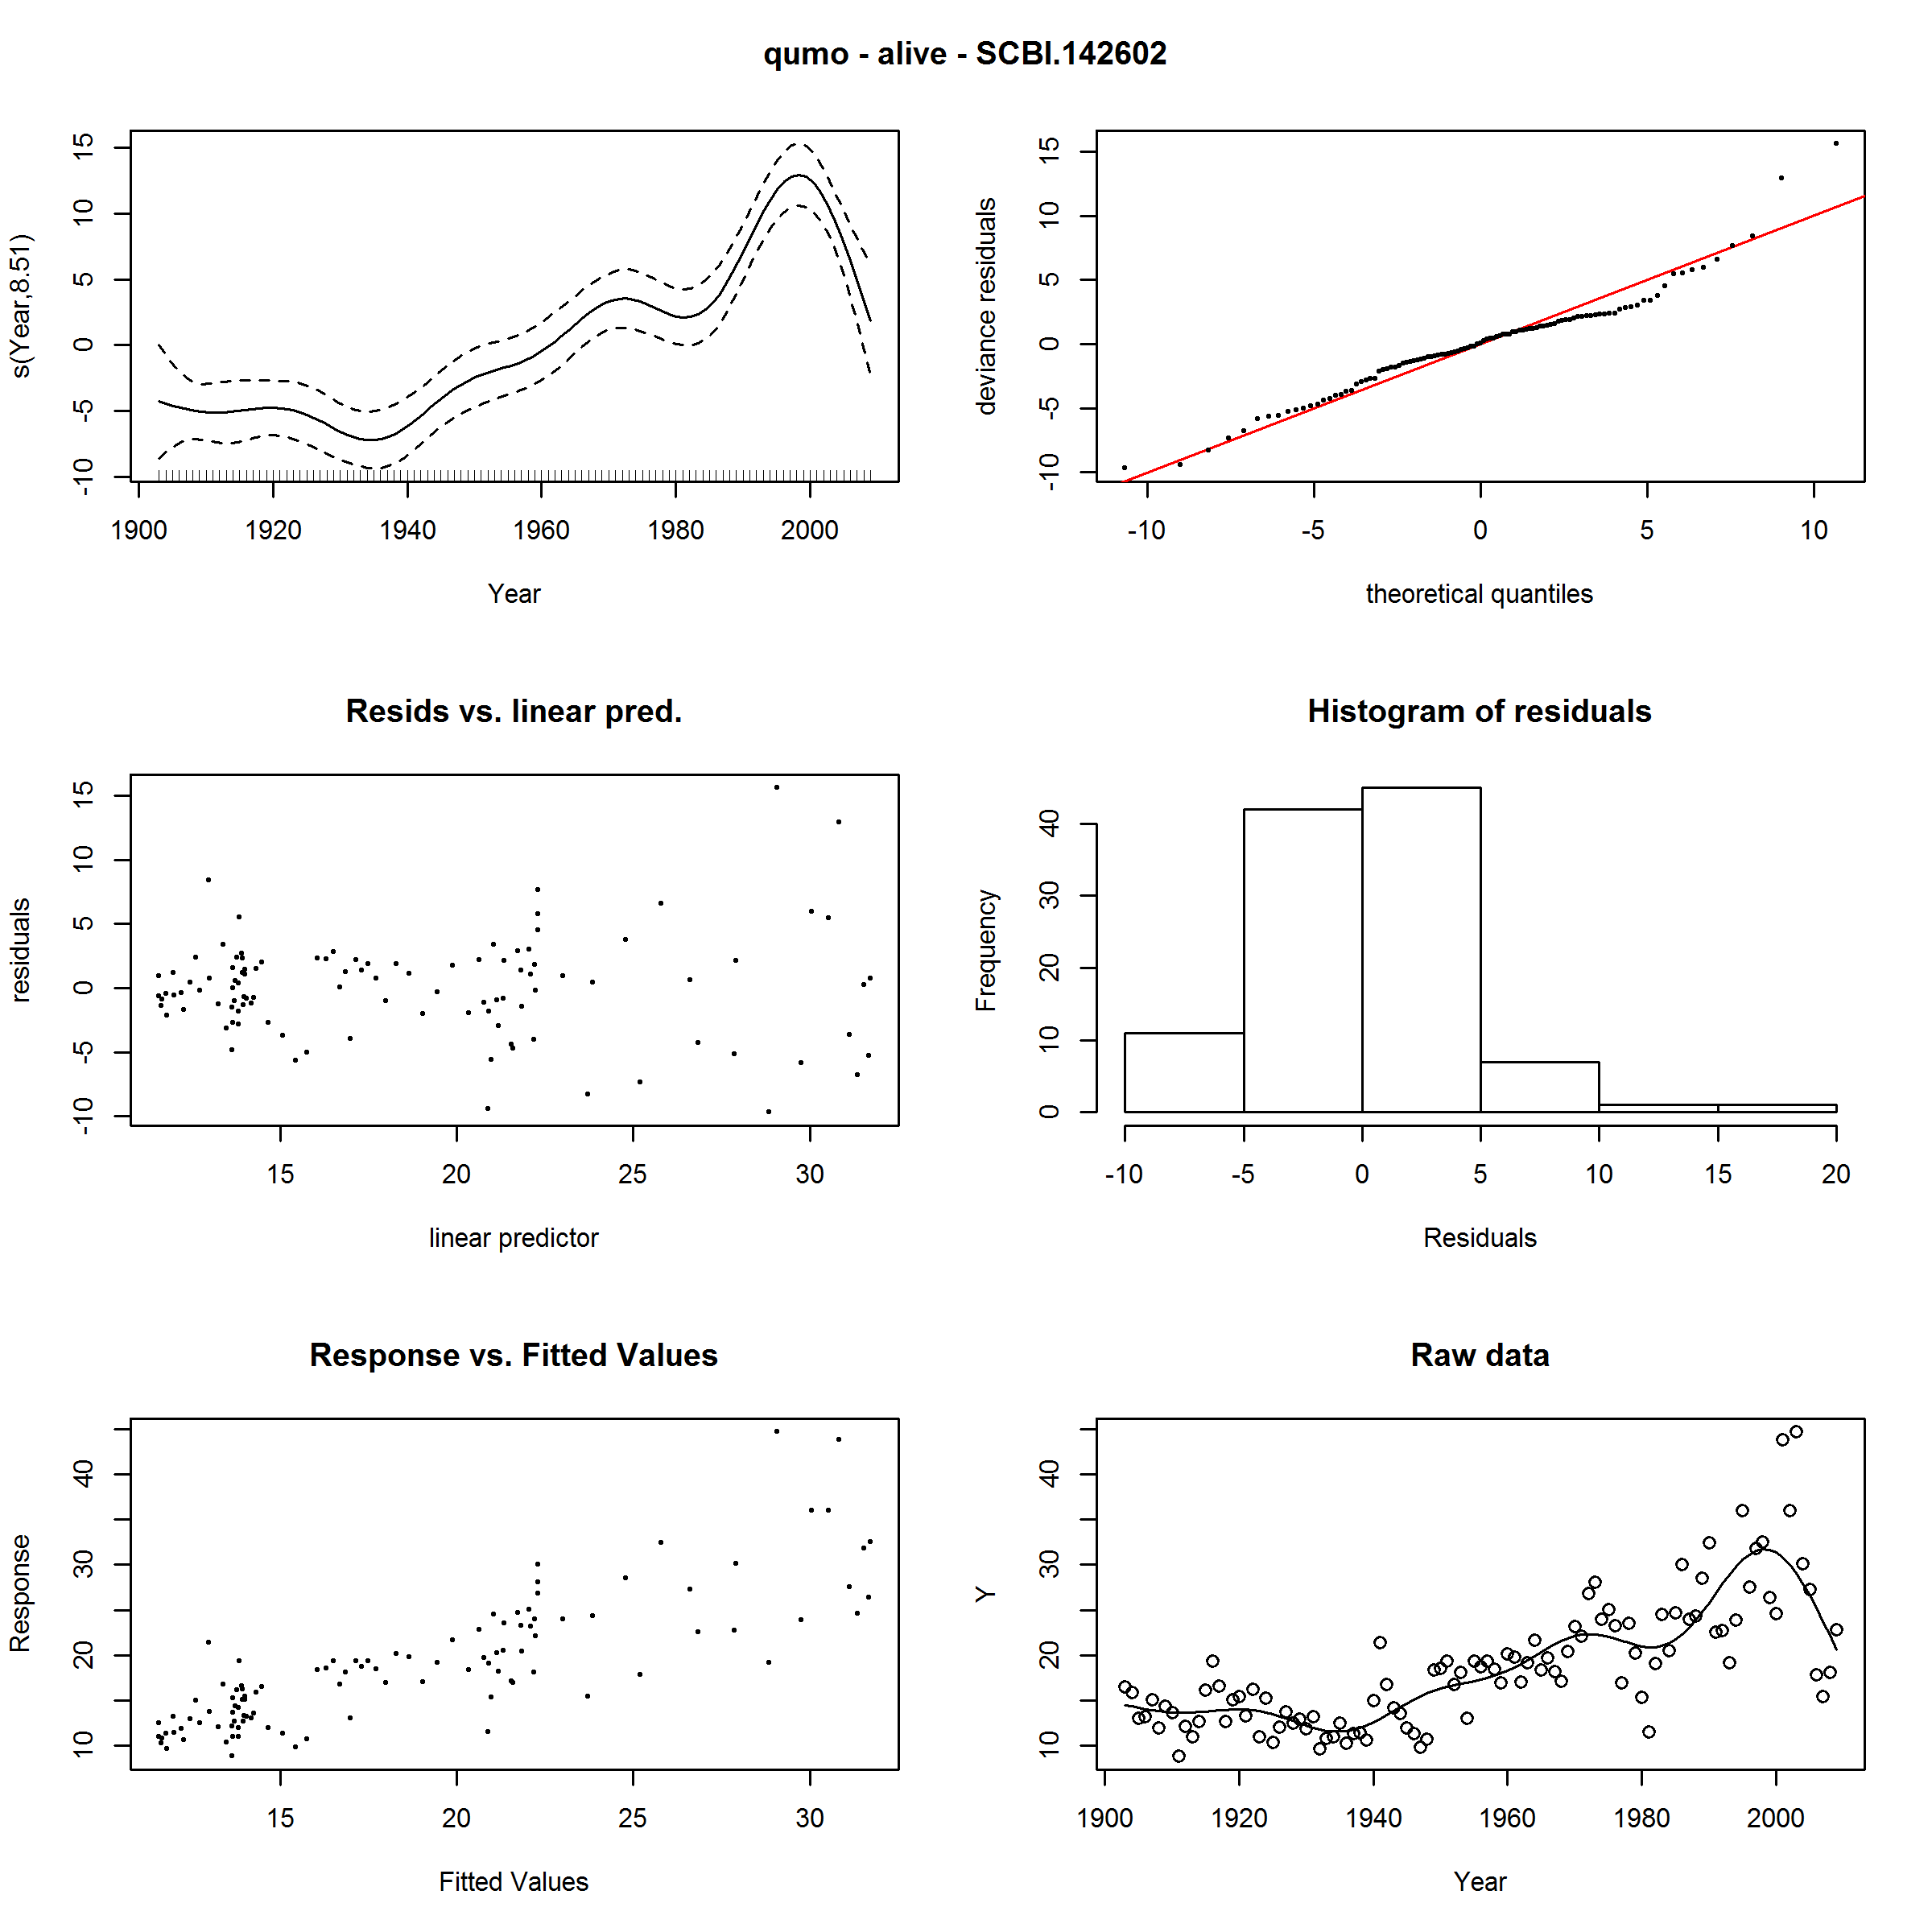 qumo - alive - SCBI.142602
s(Year,8.51)
15
10
5
0
-5
-10
1900 1920 1940 1960 1980 2000
Year
deviance residuals
15
10
5
0
-5
-10
-10 -5 0 5 10
theoretical quantiles
Resids vs. linear pred.
residuals
15
10
5
0
-5
-10
15 20 25 30
linear predictor
Histogram of residuals
Frequency
40
30
20
10
0
-10 -5 0 5 10 15 20
Residuals
Response vs. Fitted Values
Response
40
30
20
10
15 20 25 30
Fitted Values
Raw data
Y
40
30
20
10
1900 1920 1940 1960 1980 2000
Year